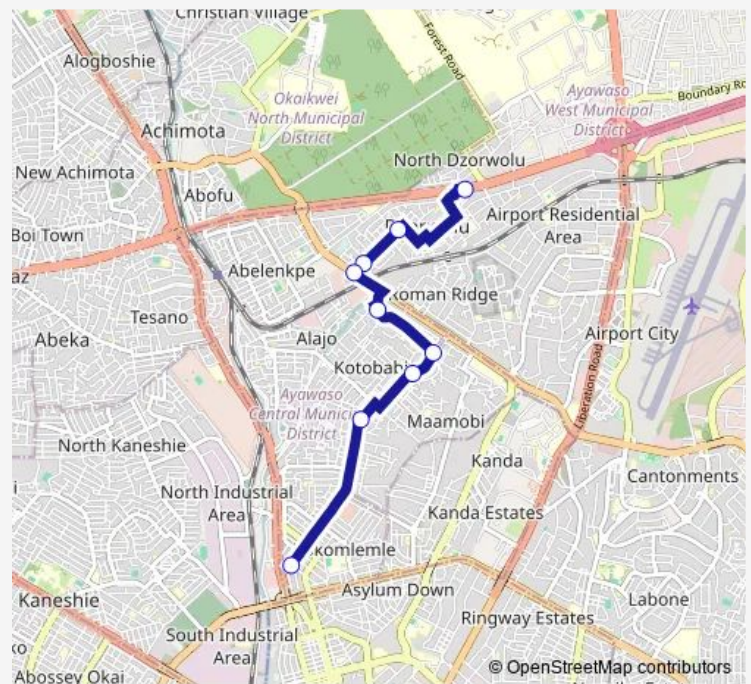 Christian Village
Alogboshie
Forest Road
Okaikwei
North Municipal
District
Ayawaso
West Municipal
District
Boundary
Achimota
North Dzorwolu
New Achimota
Abofu
Airport Residential
Area
Boi Town
Abelenkpe
Roman Ridge
Tesano
Airport City
Alajo
Abeka
Kotobabi
Liberation Road
Ayawaso
Central Munici
District
Maamobi
North Kaneshie
Kanda
Cantonments
North Industrial
Area
Kanda Estates
komlemle
Asylum Down
Kaneshie
Labone
Ringway Estates
South Industrial
Area
© OpenStreetMap contributors
Abossey Okai